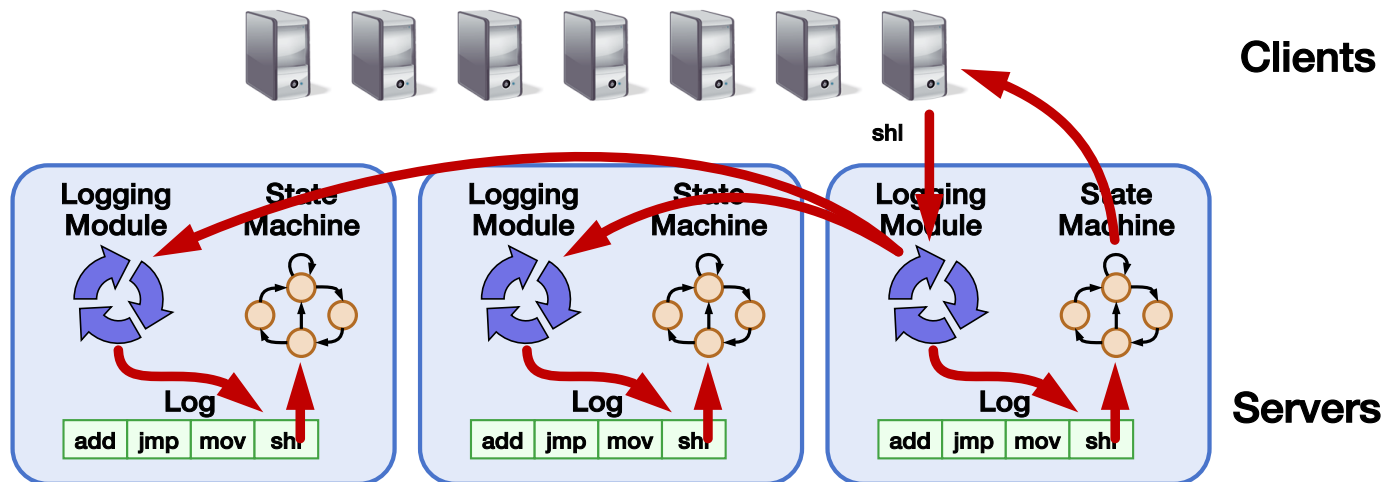 Clients
shl
Logging Module
State Machine
Logging Module
State Machine
Logging Module
State Machine
Log
Log
Log
Servers
add jmp mov shl
add jmp mov shl
add jmp mov shl